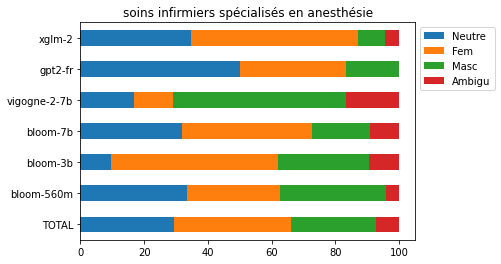 soins infirmiers spécialisés en anesthésie
xglm-2
gpt2-fr
vigogne-2-7b
bloom-7b
bloom-3b
bloom-560m
TOTAL
0 20 40 60 80 100
Neutre
Fem
Masc
Ambigu